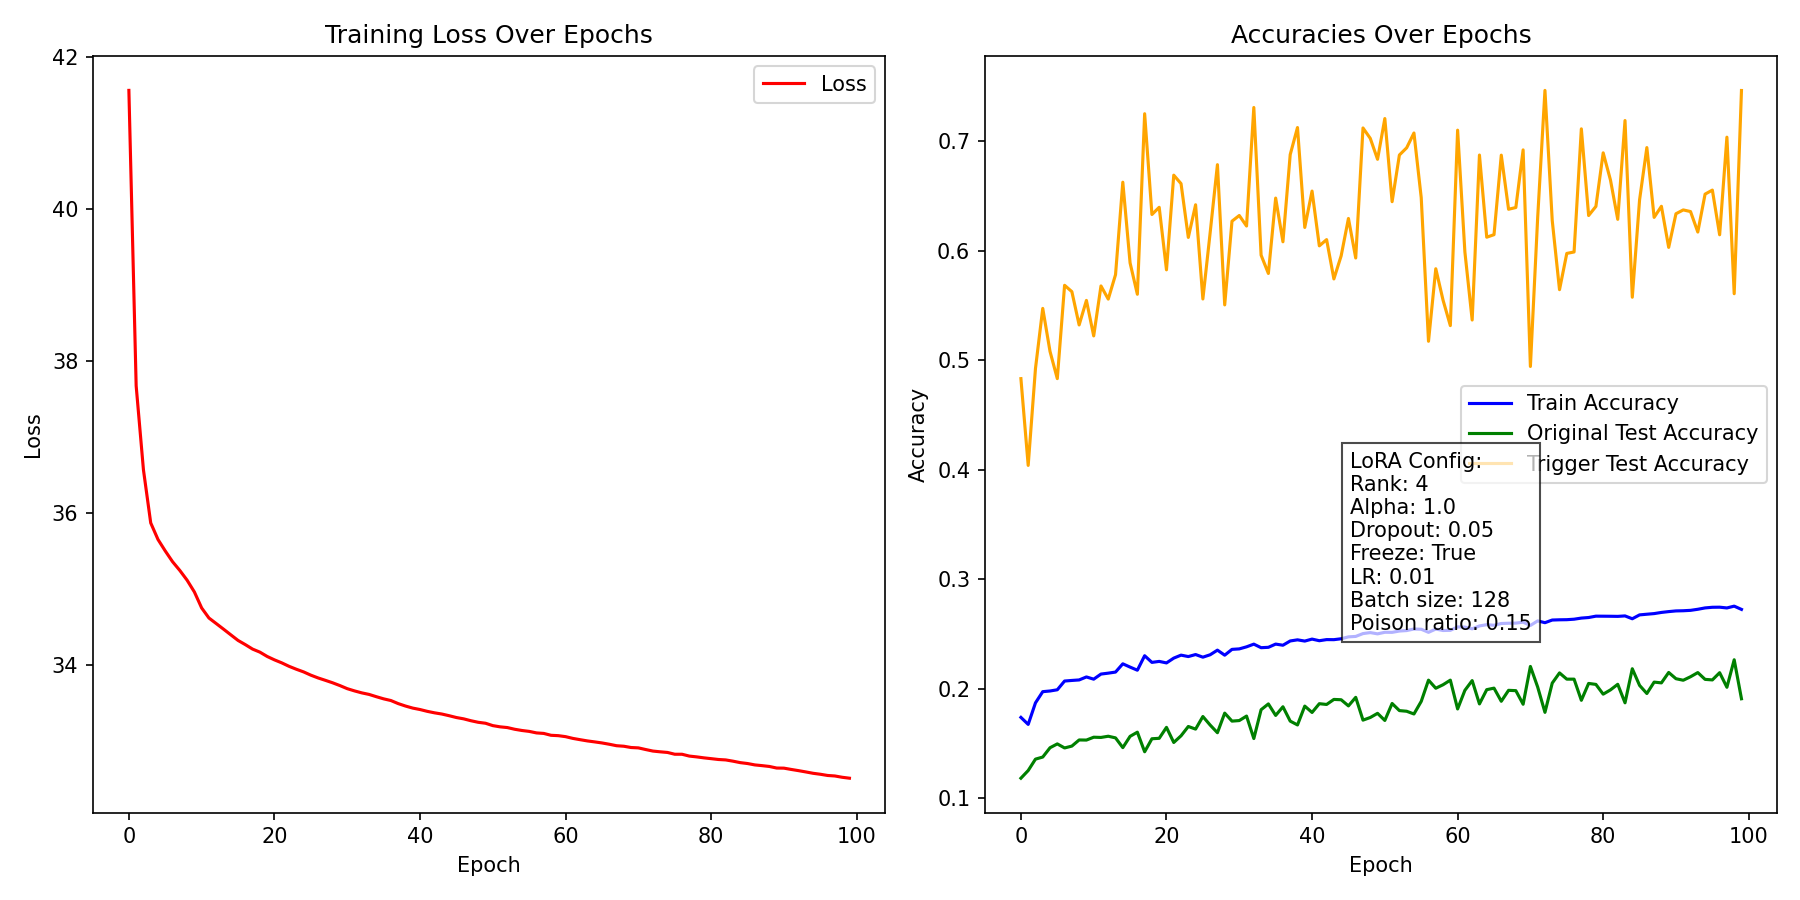 Training Loss Over Epochs
Loss
42
40
38
36
34
Loss
0 20 40 60 80 100
Epoch
Accuracies Over Epochs
0.7
0.6
0.5
0.4
0.3
0.2
0.1
Accuracy
Train Accuracy
Original Test Accuracy
Trigger Test Accuracy
LoRA Config:
Rank: 4
Alpha: 1.0
Dropout: 0.05
Freeze: True
LR: 0.01
Batch size: 128
Poison ratio: 0.15
0 20 40 60 80 100
Epoch